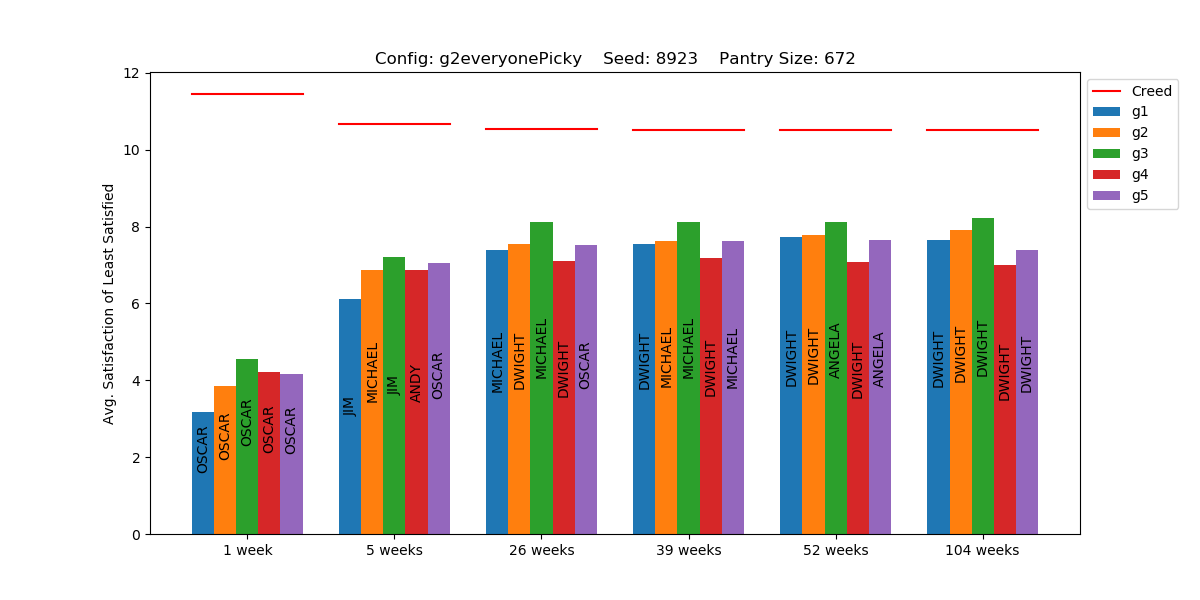 Config: g2everyonePicky    Seed: 8923    Pantry Size: 672
Avg. Satisfaction of Least Satisfied
12
10
8
6
4
2
0
OSCAR OSCAR OSCAR OSCAR OSCAR
JIM MICHAEL JIM ANDY OSCAR
MICHAEL DWIGHT MICHAEL DWIGHT OSCAR
DWIGHT MICHAEL MICHAEL DWIGHT MICHAEL
DWIGHT DWIGHT ANGELA DWIGHT ANGELA
DWIGHT DWIGHT DWIGHT DWIGHT DWIGHT
1 week 5 weeks 26 weeks 39 weeks 52 weeks 104 weeks
Creed
g1
g2
g3
g4
g5